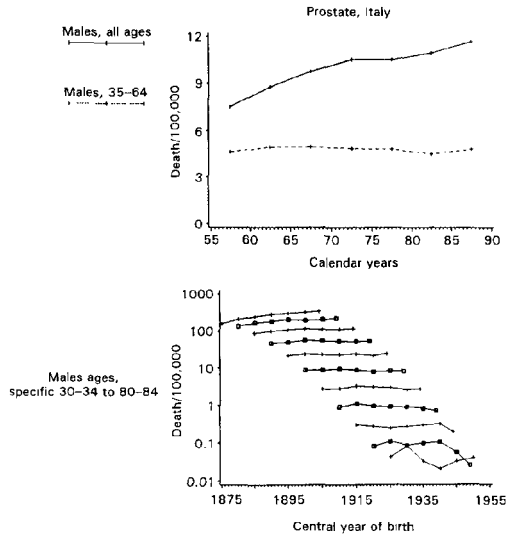 Prostate, Italy
Males, all ages
Males, 35–64
Death/100,000
12
9
6
3
0
55 60 65 70 75 80 85 90
Calendar years
Males ages,
specific 30–34 to 80–84
Death/100,000
1000
100
10
1
0.1
0.01
1875 1895 1915 1935 1955
Central year of birth